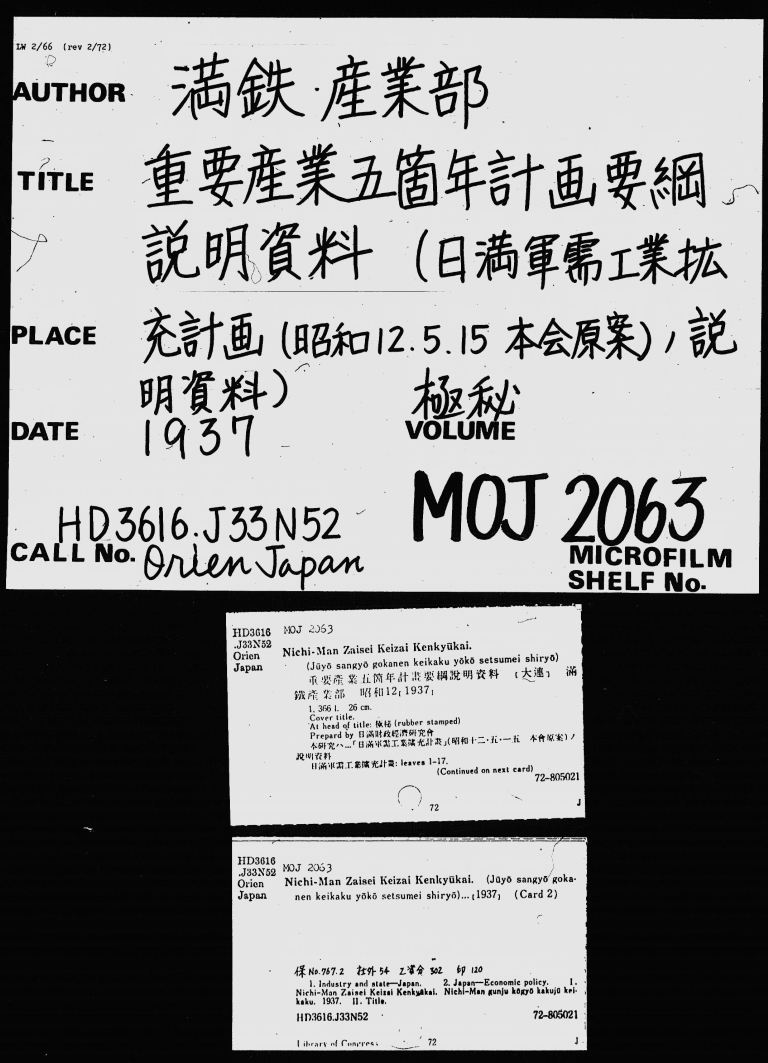 LW 2/66 (rev 2/72)
AUTHOR 満鉄·産業部
TITLE 重要産業五箇年計画要綱
説明資料 (日満軍需工業拡
PLACE 充計画(昭和12.5.15 本会原案)ノ説
明資料) 極秘
DATE 1937 VOLUME
HD3616.J33N52 MOJ 2063
CALL No. Orien Japan MICROFILM
SHELF No.
HD3616
.J33N52
Orien
Japan
MOJ 2063
Nichi-Man Zaisei Keizai Kenkyūkai.
(Jūyō sangyō gokanen keikaku yōkō setsumei shiryō)
重要產業五箇年計畫要綱說明資料 [大連] 滿
鐵產業部 昭和12[1937]
1, 366 l. 26 cm.
Cover title.
At head of title: 極秘 (rubber stamped)
Prepard by 日滿財政經濟研究會
本研究ハ...「日滿軍需工業擴充計畫」(昭和十二·五·一五 本會原案)ノ
說明資料
日滿軍需工業擴充計畫: leaves 1-17.
(Continued on next card)
72-805021
72 J
HD3616
.J33N52
Orien
Japan
MOJ 2063
Nichi-Man Zaisei Keizai Kenkyūkai. (Jūyō sangyō goka-
nen keikaku yōkō setsumei shiryō)...[1937] (Card 2)
保No.767.2 社外54 302 印120
1. Industry and state—Japan. 2. Japan—Economic policy. I.
Nichi-Man Zaisei Keizai Kenkyūkai. Nichi-Man gunju kōgyō kakujū kei-
kaku. 1937. II. Title.
HD3616.J33N52 72-805021
Library of Congress 72 J